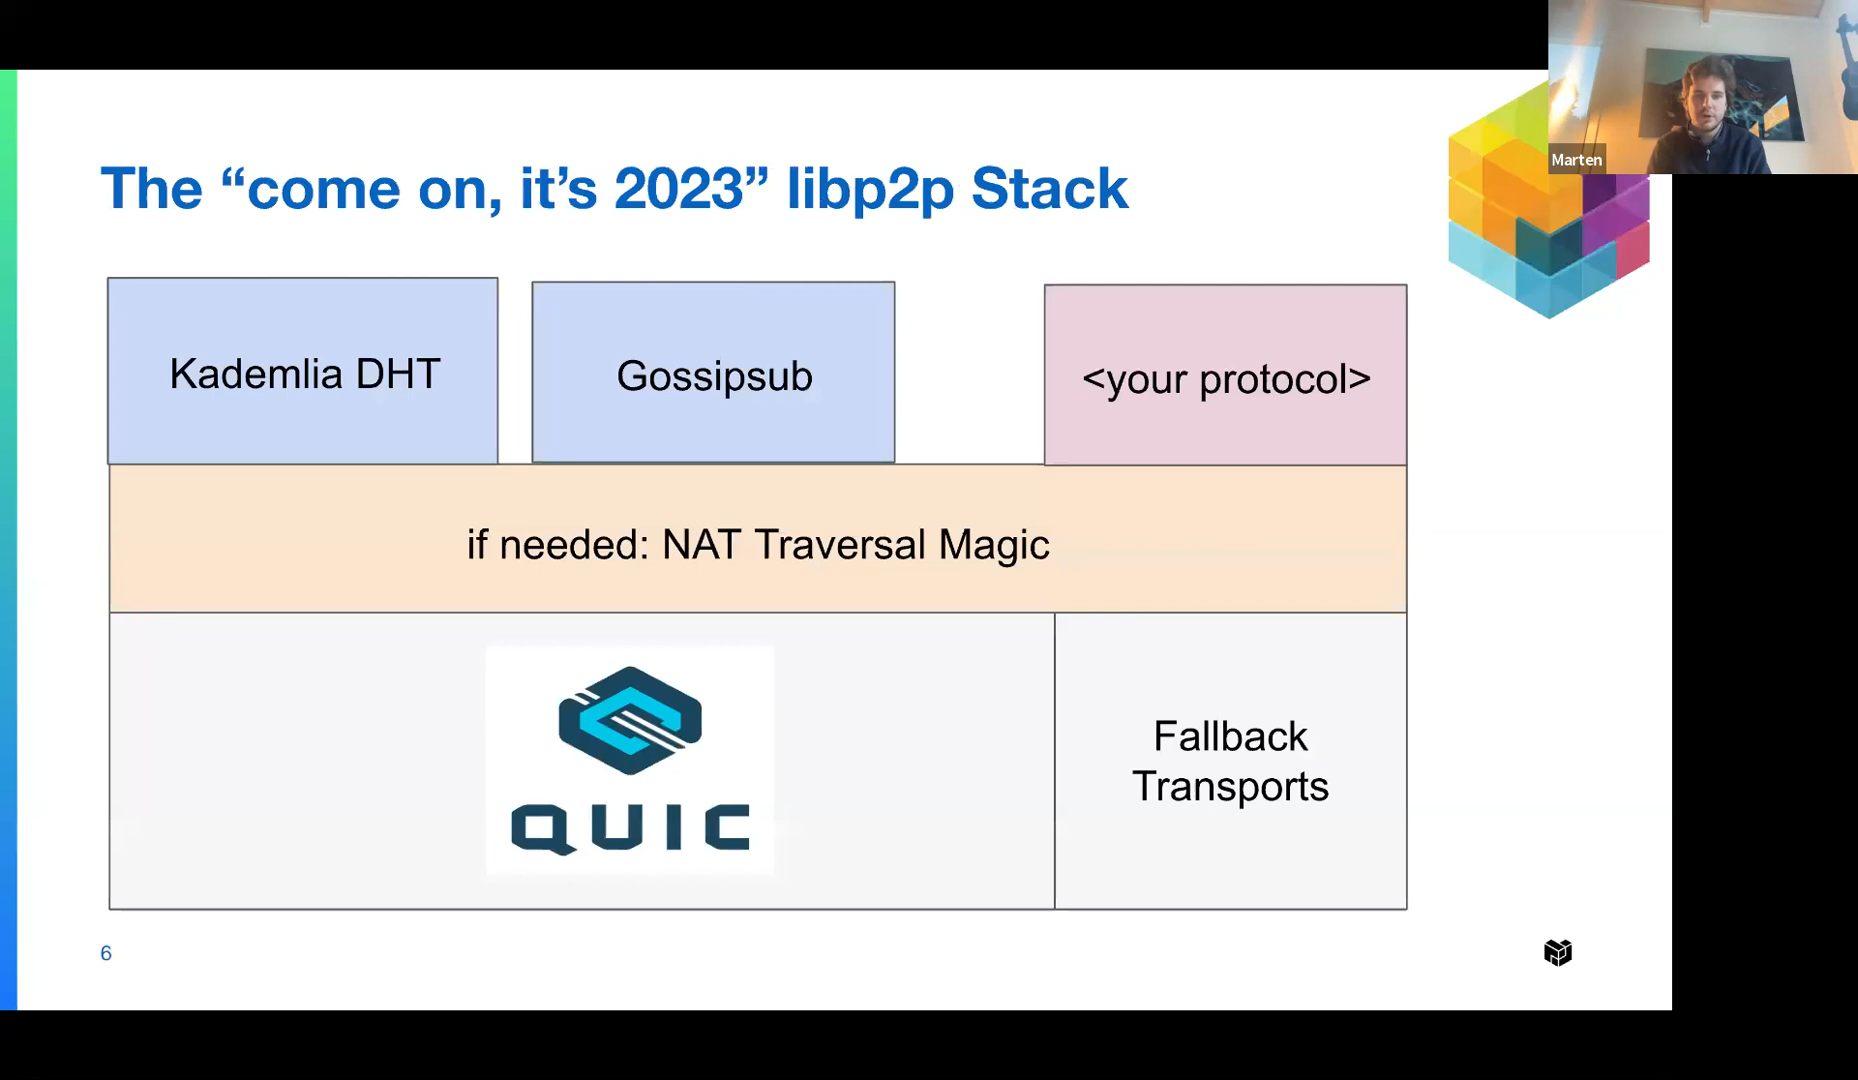 Marten
The “come on, it’s 2023” libp2p Stack
Kademlia DHT
Gossipsub
<your protocol>
if needed: NAT Traversal Magic
QUIC
Fallback
Transports
6